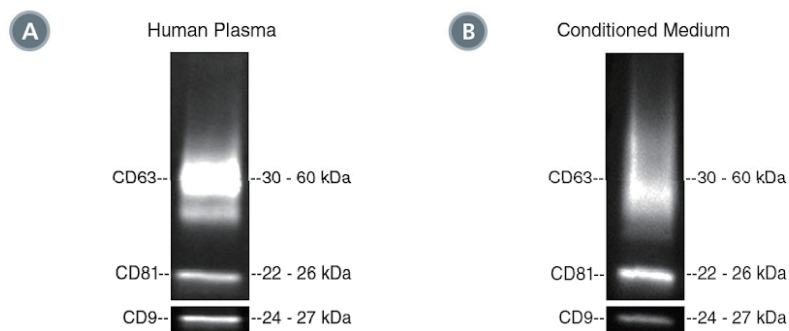 A
Human Plasma
CD63-- --30 - 60 kDa
CD81-- --22 - 26 kDa
CD9-- --24 - 27 kDa
B
Conditioned Medium
CD63-- --30 - 60 kDa
CD81-- --22 - 26 kDa
CD9-- --24 - 27 kDa